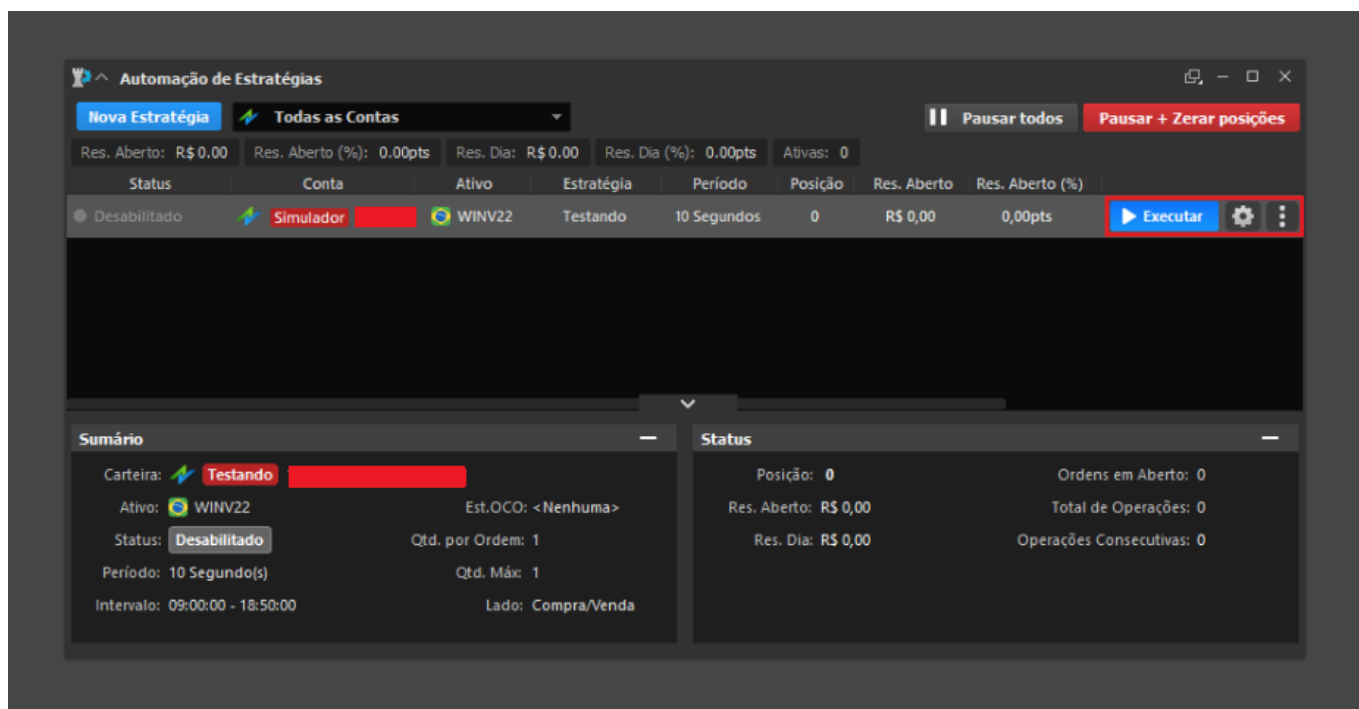 Automação de Estratégias
Nova Estratégia Todas as Contas Pausar todos Pausar + Zerar posições
Res. Aberto: R$ 0.00 Res. Aberto (%): 0.00pts Res. Dia: R$ 0.00 Res. Dia (%): 0.00pts Ativas: 0
Status Conta Ativo Estratégia Período Posição Res. Aberto Res. Aberto (%)
Desabilitado Simulador WINV22 Testando 10 Segundos 0 R$ 0,00 0,00pts Executar
Sumário
Carteira: Testando
Ativo: WINV22 Est.OCO: <Nenhuma>
Status: Desabilitado Qtd. por Ordem: 1
Período: 10 Segundo(s) Qtd. Máx: 1
Intervalo: 09:00:00 - 18:50:00 Lado: Compra/Venda
Status
Posição: 0 Ordens em Aberto: 0
Res. Aberto: R$ 0,00 Total de Operações: 0
Res. Dia: R$ 0,00 Operações Consecutivas: 0